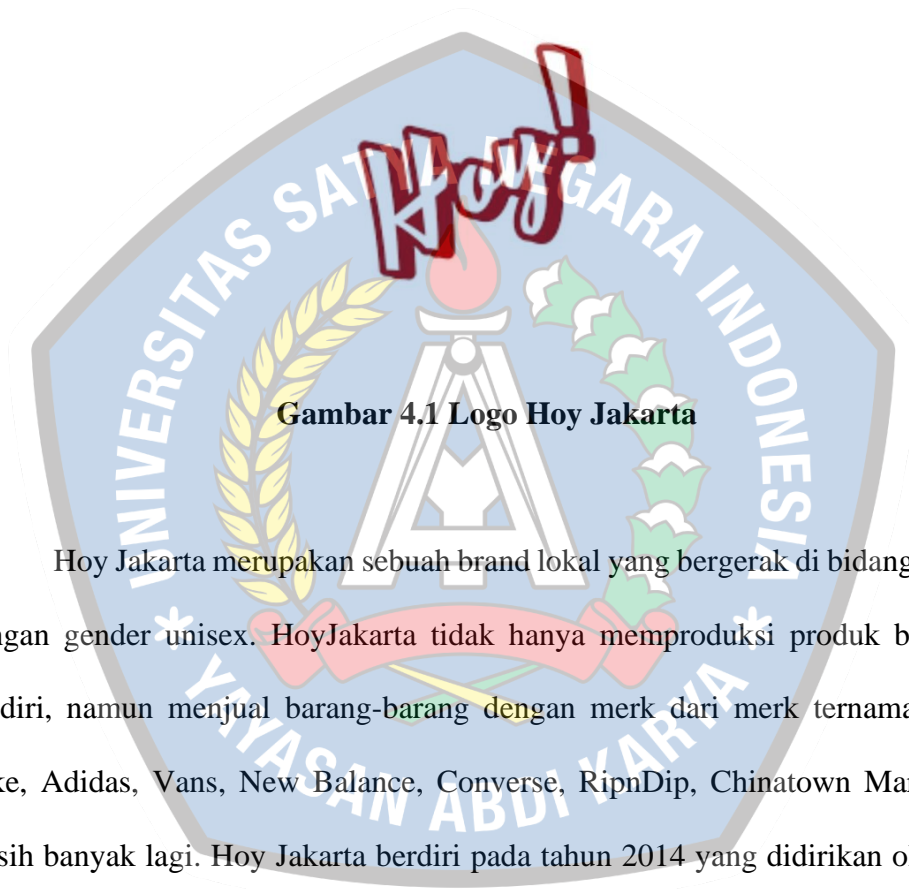 Hoy!
UNIVERSITAS SATYA NEGARA INDONESIA
Gambar 4.1 Logo Hoy Jakarta
Hoy Jakarta merupakan sebuah brand lokal yang bergerak di bidang
ngan gender unisex. HoyJakarta tidak hanya memproduksi produk b
diri, namun menjual barang-barang dengan merk dari merk ternama
ke, Adidas, Vans, New Balance, Converse, RipnDip, Chinatown Mar
sih banyak lagi. Hoy Jakarta berdiri pada tahun 2014 yang didirikan o
* YAYASAN ABDI KARYA *